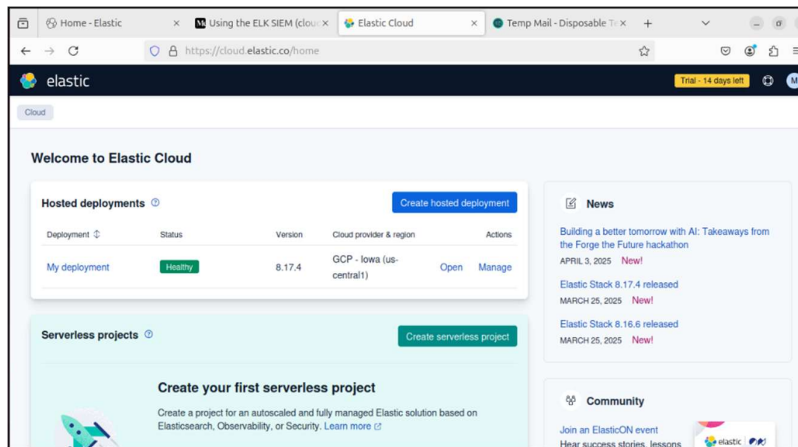 Home - Elastic
Using the ELK SIEM (clou
Elastic Cloud
Temp Mail - Disposable Te
https://cloud.elastic.co/home
elastic
Trial - 14 days left
M
Cloud
Welcome to Elastic Cloud
Hosted deployments
Create hosted deployment
Deployment Status Version Cloud provider & region Actions
My deployment Healthy 8.17.4 GCP - Iowa (us-
central1) Open Manage
Serverless projects
Create serverless project
Create your first serverless project
Create a project for an autoscaled and fully managed Elastic solution based on
Elasticsearch, Observability, or Security. Learn more
News
Building a better tomorrow with AI: Takeaways from
the Forge the Future hackathon
APRIL 3, 2025 New!
Elastic Stack 8.17.4 released
MARCH 25, 2025 New!
Elastic Stack 8.16.6 released
MARCH 25, 2025 New!
Community
Join an ElasticON event
Hear success stories, lessons
elastic